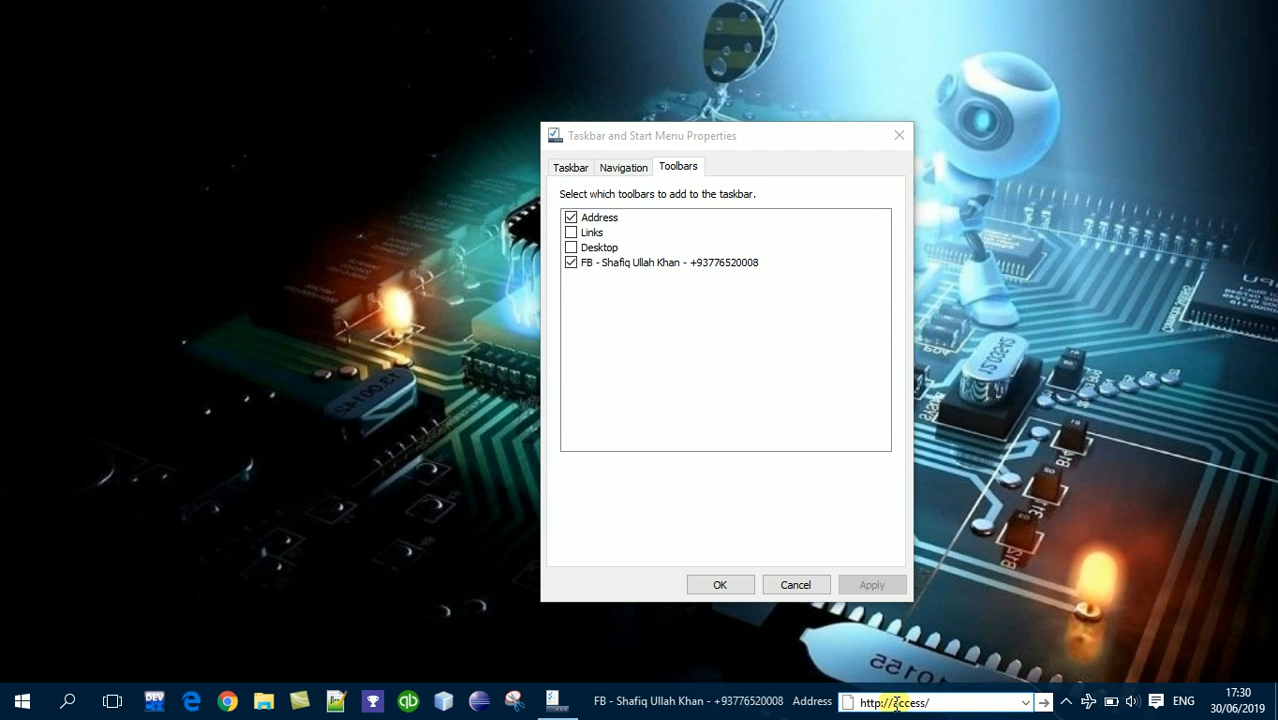 Taskbar and Start Menu Properties
Taskbar
Navigation
Toolbars
Select which toolbars to add to the taskbar.
Address
Links
Desktop
FB - Shafiq Ullah Khan - +93776520008
OK
Cancel
Apply
DEV
qb
FB - Shafiq Ullah Khan - +93776520008
Address
ENG
17:30
30/06/2019